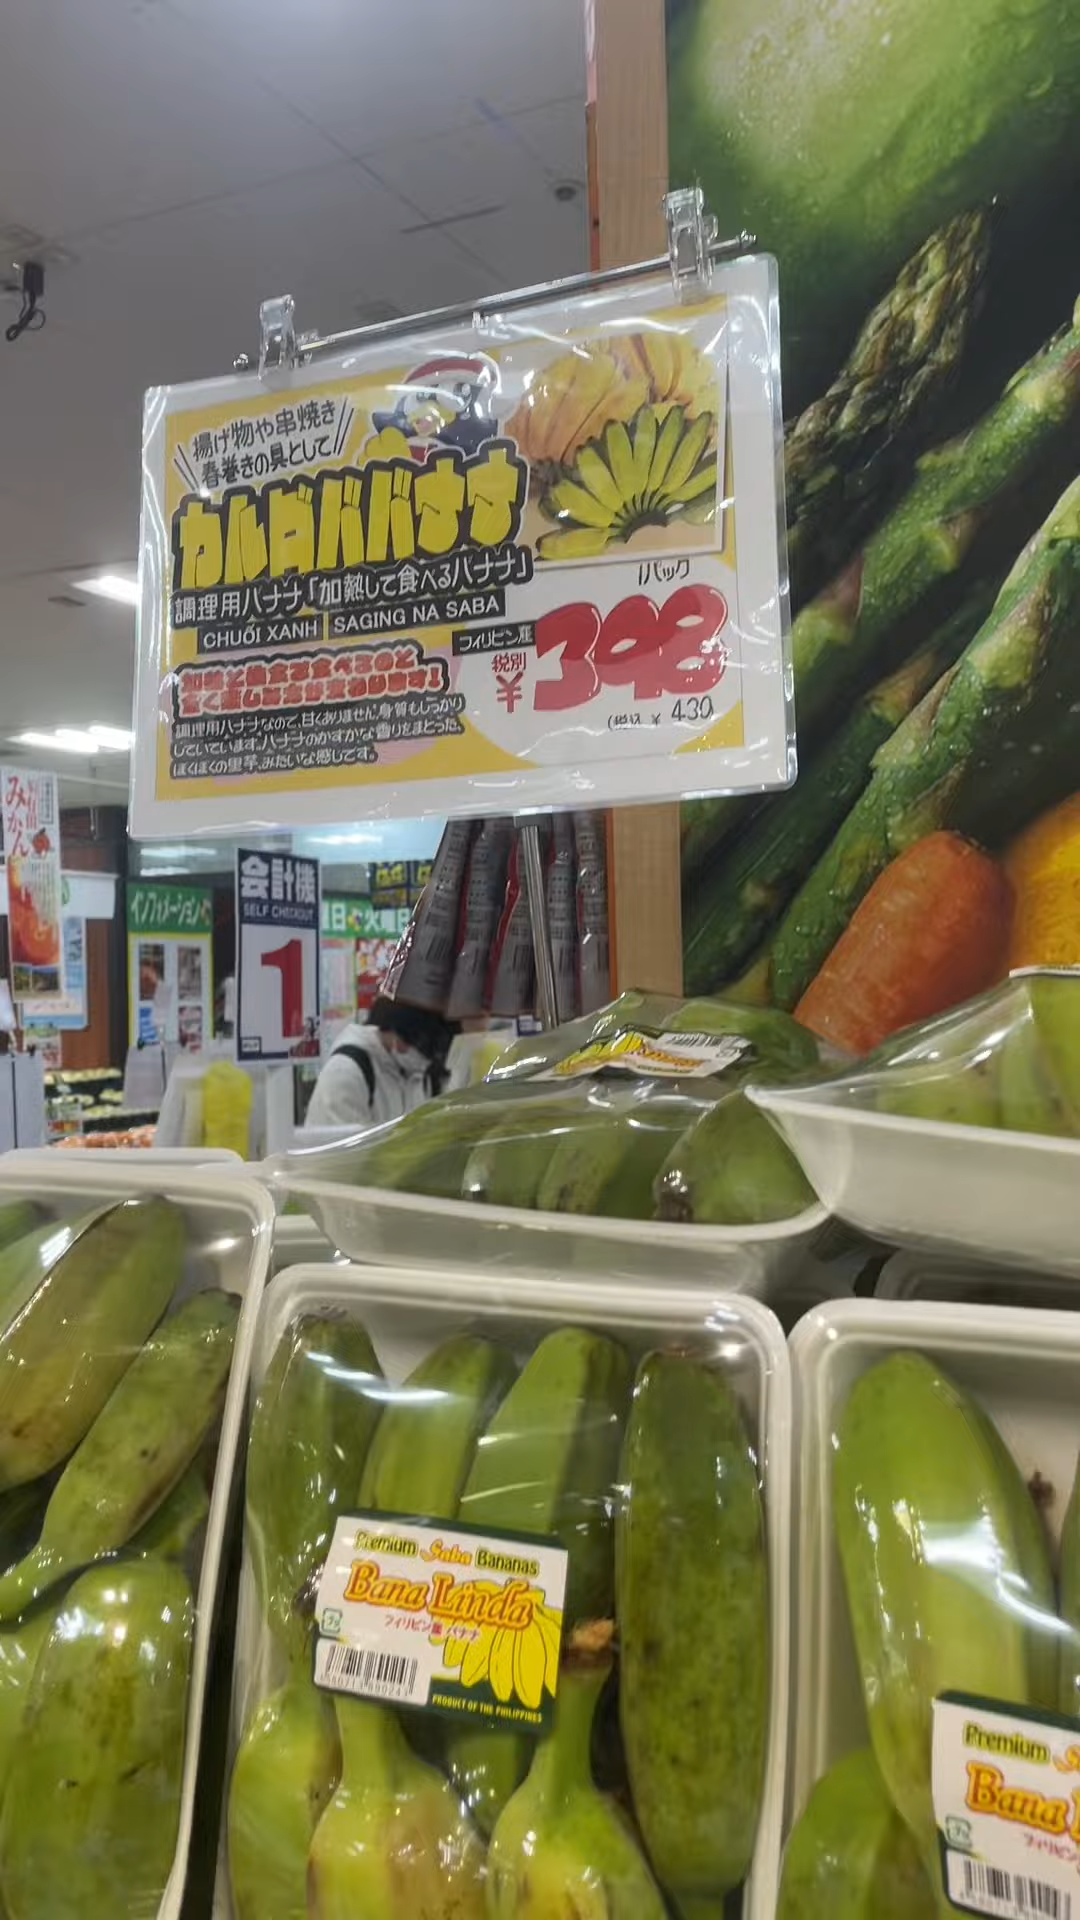 揚げ物や串焼き
春巻きの具として
カルダババナナ
調理用バナナ「加熱して食べるバナナ」
CHUỐI XANH
SAGING NA SABA
1パック
フィリピン産
税別
¥
398
(税込 ¥ 430
調理用バナナなので、甘くありません。身質もしっかり
していています。バナナのかすかな香りをまとった、
ほくほくの里芋、みたいな感じです。
みかん
インフォメーション
会計機
SELF CHECKOUT
1
日
火曜日
Premium Saba Bananas
Bana Linda
フィリピン産 バナナ
PRODUCT OF THE PHILIPPINES
Premium
Bana